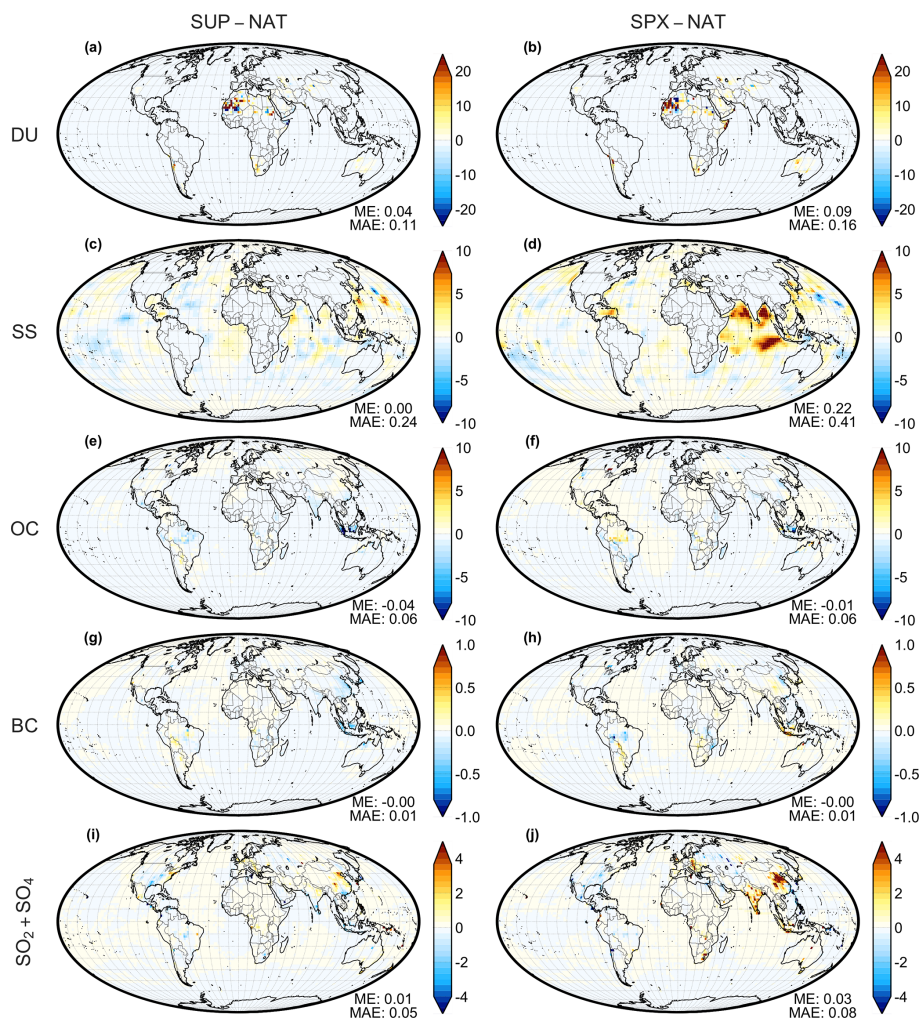 SUP – NAT
SPX – NAT
DU
(a)
20
10
0
-10
-20
ME: 0.04
MAE: 0.11
(b)
20
10
0
-10
-20
ME: 0.09
MAE: 0.16
SS
(c)
10
5
0
-5
-10
ME: 0.00
MAE: 0.24
(d)
10
5
0
-5
-10
ME: 0.22
MAE: 0.41
OC
(e)
10
5
0
-5
-10
ME: -0.04
MAE: 0.06
(f)
10
5
0
-5
-10
ME: -0.01
MAE: 0.06
BC
(g)
1.0
0.5
0.0
-0.5
-1.0
ME: -0.00
MAE: 0.01
(h)
1.0
0.5
0.0
-0.5
-1.0
ME: -0.00
MAE: 0.01
SO₂ + SO₄
(i)
4
2
0
-2
-4
ME: 0.01
MAE: 0.05
(j)
4
2
0
-2
-4
ME: 0.03
MAE: 0.08